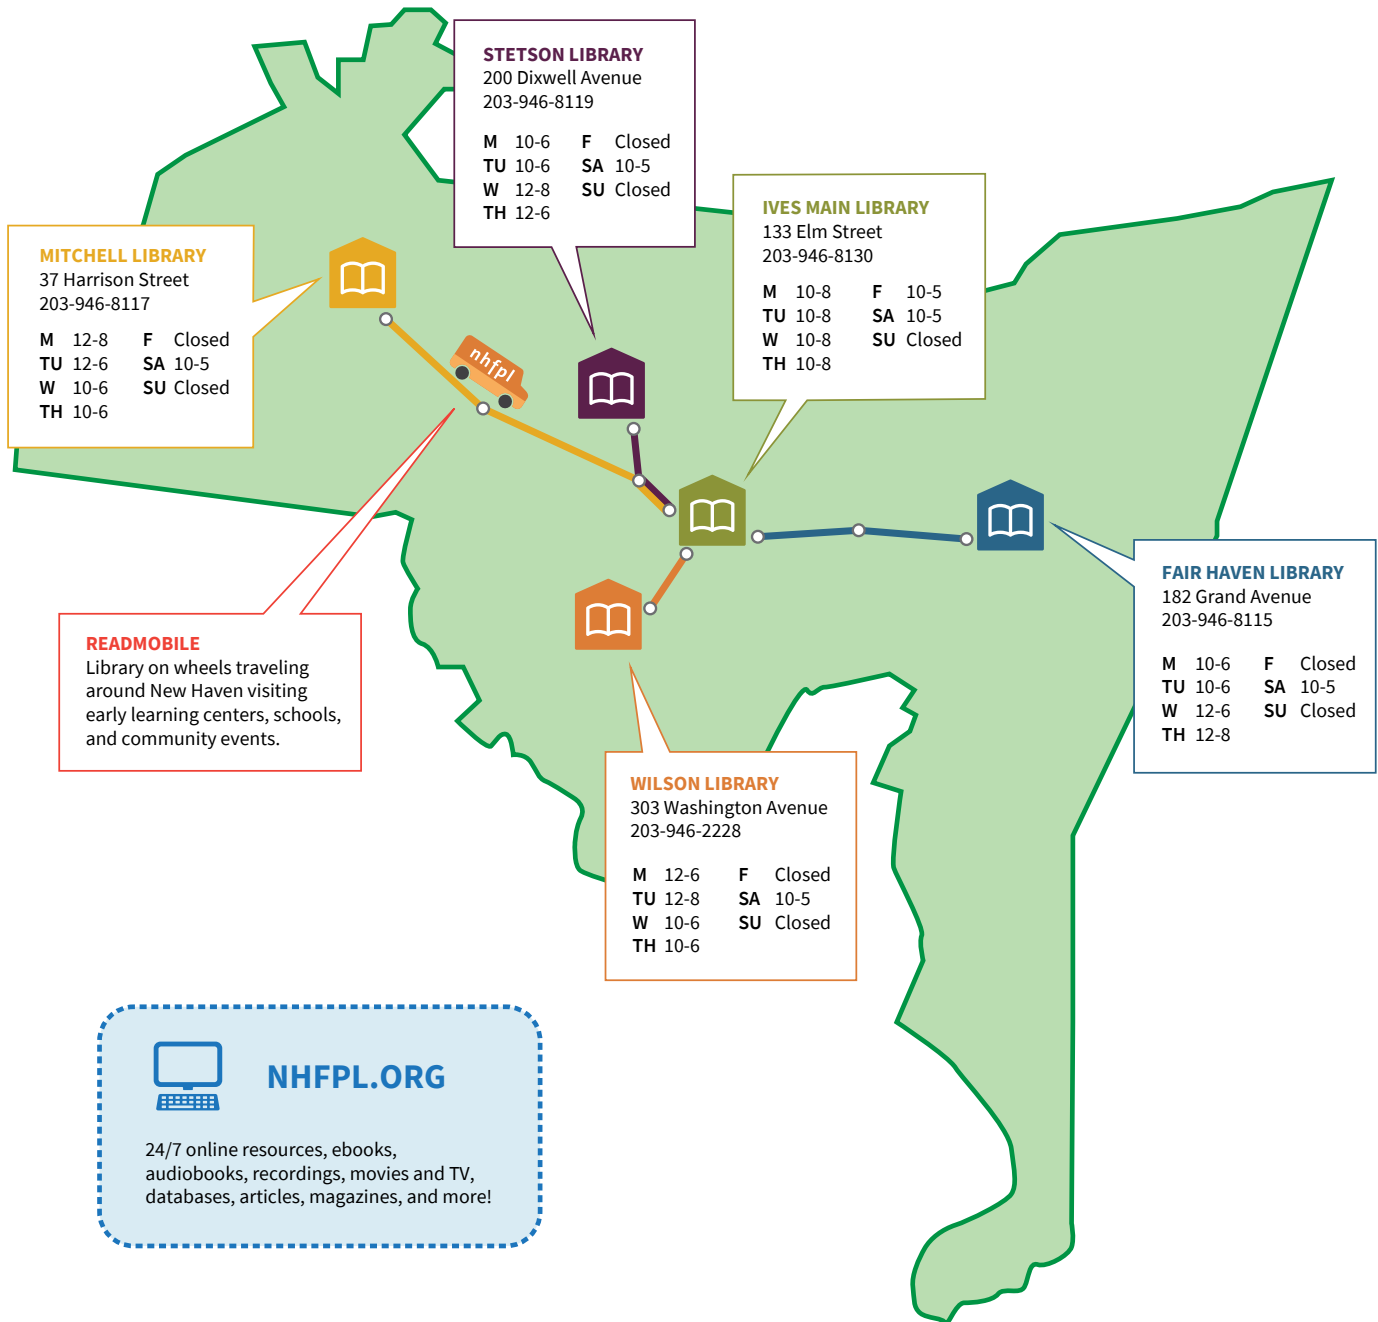 STETSON LIBRARY
200 Dixwell Avenue
203-946-8119
M 10-6 F Closed
TU 10-6 SA 10-5
W 12-8 SU Closed
TH 12-6
IVES MAIN LIBRARY
133 Elm Street
203-946-8130
M 10-8 F 10-5
TU 10-8 SA 10-5
W 10-8 SU Closed
TH 10-8
MITCHELL LIBRARY
37 Harrison Street
203-946-8117
M 12-8 F Closed
TU 12-6 SA 10-5
W 10-6 SU Closed
TH 10-6
nhfpl
FAIR HAVEN LIBRARY
182 Grand Avenue
203-946-8115
M 10-6 F Closed
TU 10-6 SA 10-5
W 12-6 SU Closed
TH 12-8
READMOBILE
Library on wheels traveling
around New Haven visiting
early learning centers, schools,
and community events.
WILSON LIBRARY
303 Washington Avenue
203-946-2228
M 12-6 F Closed
TU 12-8 SA 10-5
W 10-6 SU Closed
TH 10-6
NHFPL.ORG
24/7 online resources, ebooks,
audiobooks, recordings, movies and TV,
databases, articles, magazines, and more!